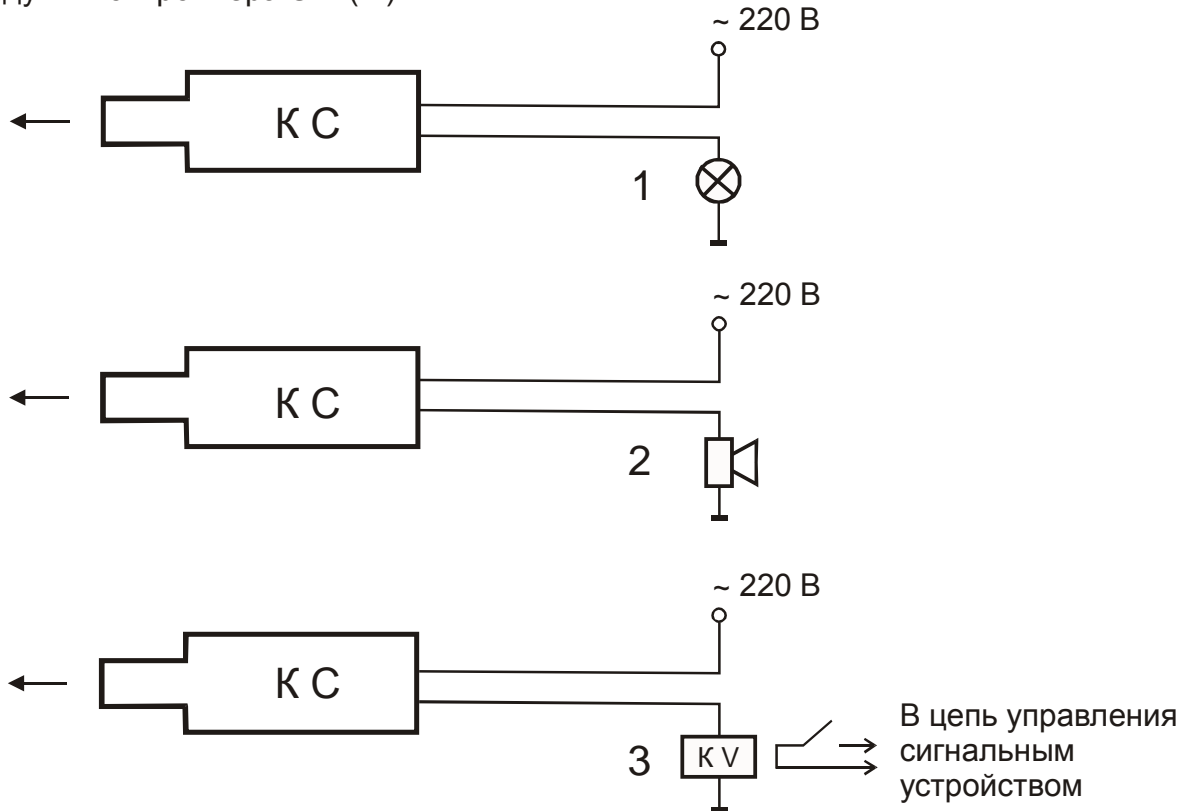 ~ 220 В
К С
1
~ 220 В
К С
2
~ 220 В
К С
В цепь управления
3
К V
сигнальным
устройством